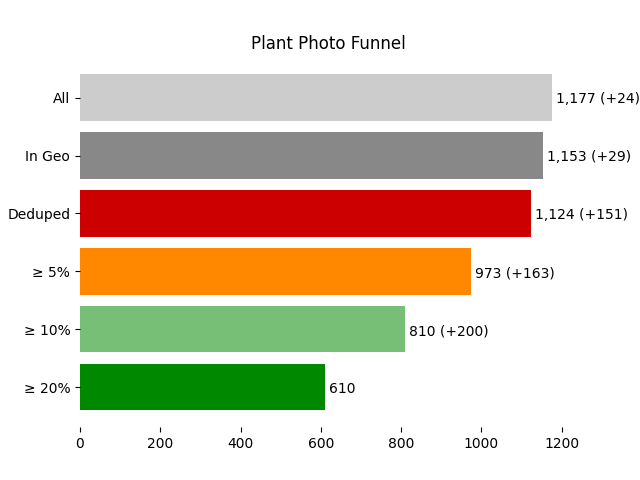 Plant Photo Funnel
All 1,177 (+24)
In Geo 1,153 (+29)
Deduped 1,124 (+151)
≥ 5% 973 (+163)
≥ 10% 810 (+200)
≥ 20% 610
0 200 400 600 800 1000 1200